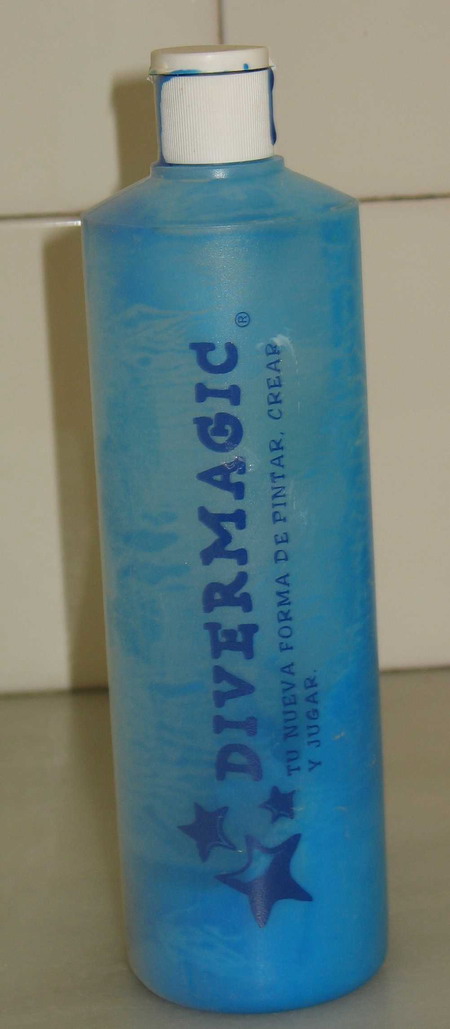 DIVERMAGIC®
TU NUEVA FORMA DE PINTAR, CREAR
Y JUGAR.